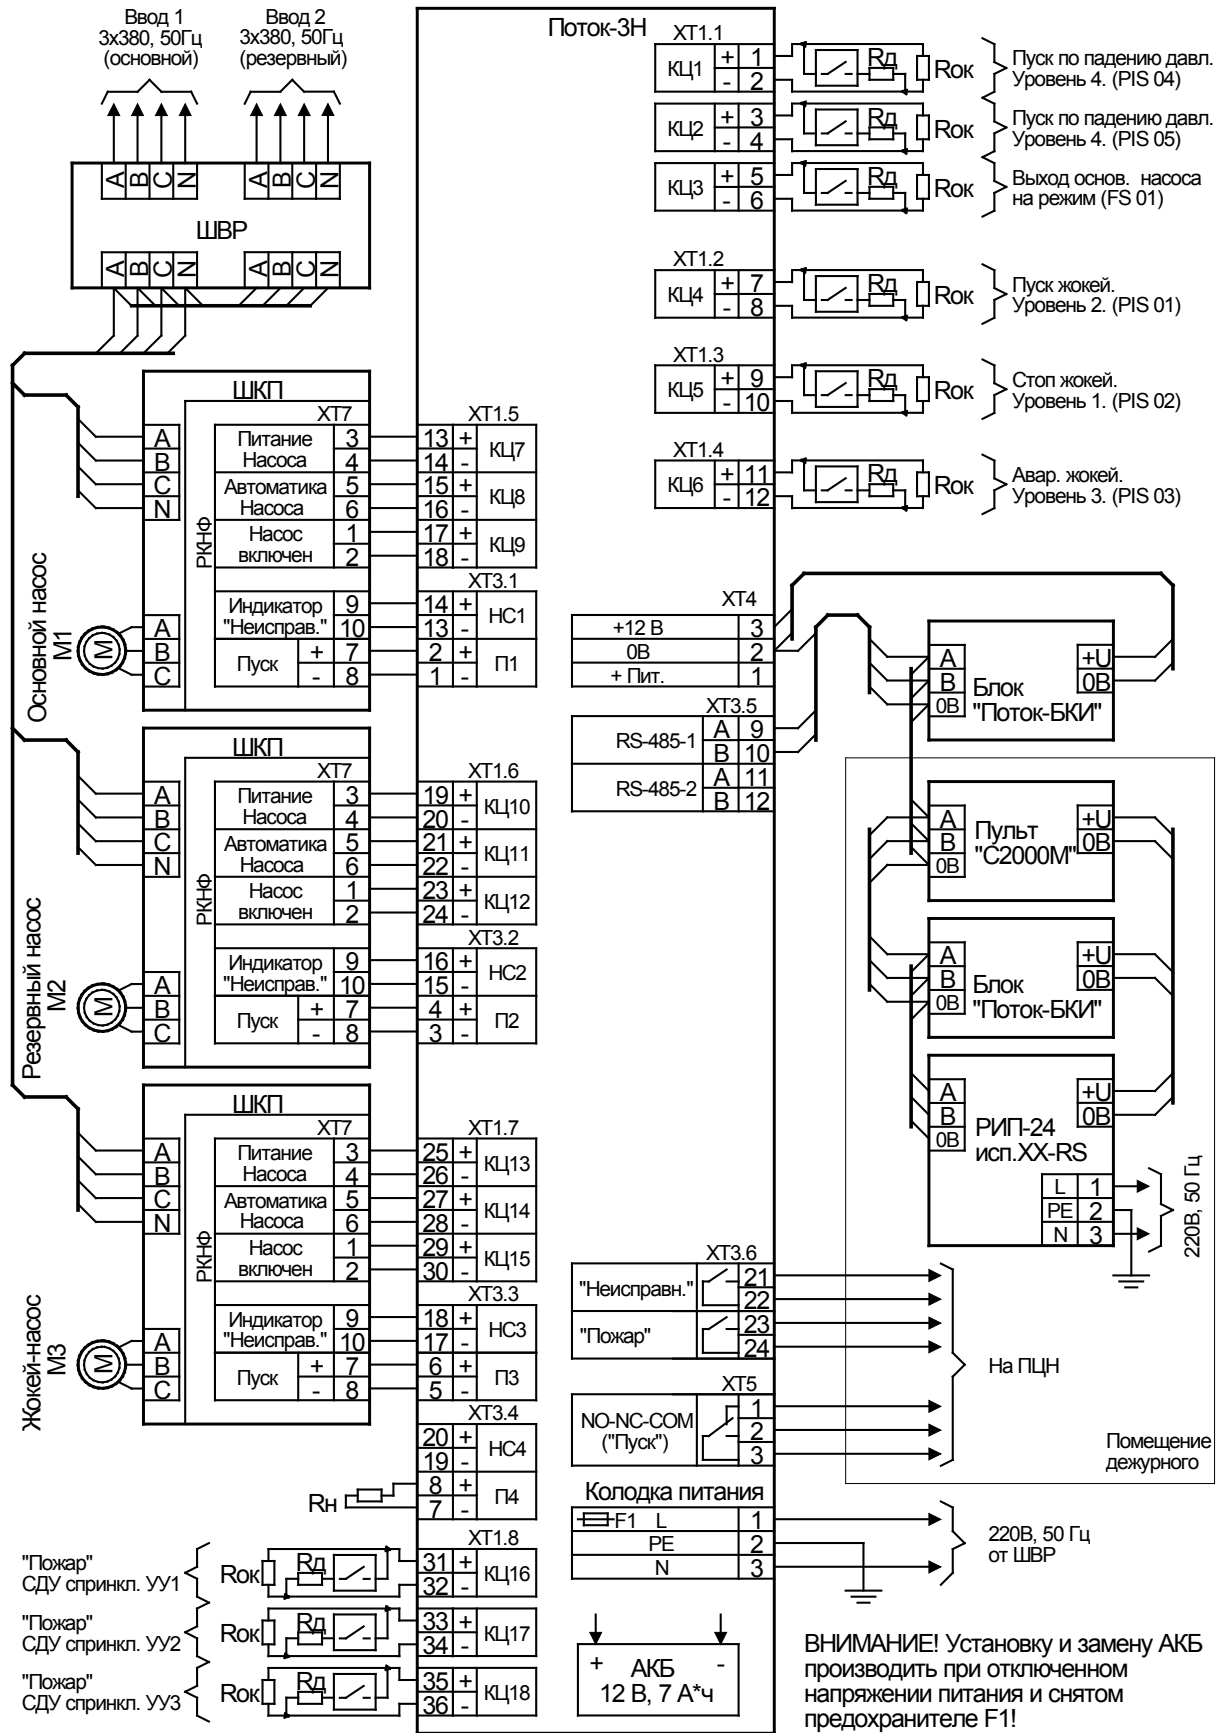 Ввод 1
3х380, 50Гц
(основной)
Ввод 2
3х380, 50Гц
(резервный)
A B C N
A B C N
ШВР
A B C N
A B C N
Поток-3Н
XT1.1
КЦ1 + 1
- 2
Rд
Rок
Пуск по падению давл.
Уровень 4. (PIS 04)
КЦ2 + 3
- 4
Rд
Rок
Пуск по падению давл.
Уровень 4. (PIS 05)
КЦ3 + 5
- 6
Rд
Rок
Выход основ. насоса
на режим (FS 01)
XT1.2
КЦ4 + 7
- 8
Rд
Rок
Пуск жокей.
Уровень 2. (PIS 01)
XT1.3
КЦ5 + 9
- 10
Rд
Rок
Стоп жокей.
Уровень 1. (PIS 02)
XT1.4
КЦ6 + 11
- 12
Rд
Rок
Авар. жокей.
Уровень 3. (PIS 03)
Основной насос
М1
M
A
B
C
N
A
B
C
ШКП
РКНФ
XT7
Питание Насоса 3
4
Автоматика Насоса 5
6
Насос включен 1
2
Индикатор "Неисправ." 9
10
Пуск + 7
- 8
XT1.5
13 + КЦ7
14 -
15 + КЦ8
16 -
17 + КЦ9
18 -
XT3.1
14 + НС1
13 -
2 + П1
1 -
Резервный насос
М2
M
A
B
C
N
A
B
C
ШКП
РКНФ
XT7
Питание Насоса 3
4
Автоматика Насоса 5
6
Насос включен 1
2
Индикатор "Неисправ." 9
10
Пуск + 7
- 8
XT1.6
19 + КЦ10
20 -
21 + КЦ11
22 -
23 + КЦ12
24 -
XT3.2
16 + НС2
15 -
4 + П2
3 -
Жокей-насос
М3
M
A
B
C
N
A
B
C
ШКП
РКНФ
XT7
Питание Насоса 3
4
Автоматика Насоса 5
6
Насос включен 1
2
Индикатор "Неисправ." 9
10
Пуск + 7
- 8
XT1.7
25 + КЦ13
26 -
27 + КЦ14
28 -
29 + КЦ15
30 -
XT3.3
18 + НС3
17 -
6 + П3
5 -
XT3.4
20 + НС4
19 -
Rн
8 + П4
7 -
XT1.8
"Пожар"
СДУ спринкл. УУ1
Rок
Rд
31 + КЦ16
32 -
"Пожар"
СДУ спринкл. УУ2
Rок
Rд
33 + КЦ17
34 -
"Пожар"
СДУ спринкл. УУ3
Rок
Rд
35 + КЦ18
36 -
XT4
+12 В 3
0В 2
+ Пит. 1
XT3.5
RS-485-1 A 9
B 10
RS-485-2 A 11
B 12
A
B
0В
Блок
"Поток-БКИ"
+U
0В
A
B
0В
Пульт
"С2000М"
+U
0В
A
B
0В
Блок
"Поток-БКИ"
+U
0В
A
B
0В
РИП-24
исп.ХХ-RS
+U
0В
L 1
PE 2
N 3
220В, 50 Гц
XT3.6
"Неисправн." 21
22
"Пожар" 23
24
XT5
NO-NC-COM
("Пуск")
1
2
3
На ПЦН
Помещение
дежурного
Колодка питания
F1 L 1
PE 2
N 3
220В, 50 Гц
от ШВР
+ АКБ -
12 В, 7 А*ч
ВНИМАНИЕ! Установку и замену АКБ
производить при отключенном
напряжении питания и снятом
предохранителе F1!